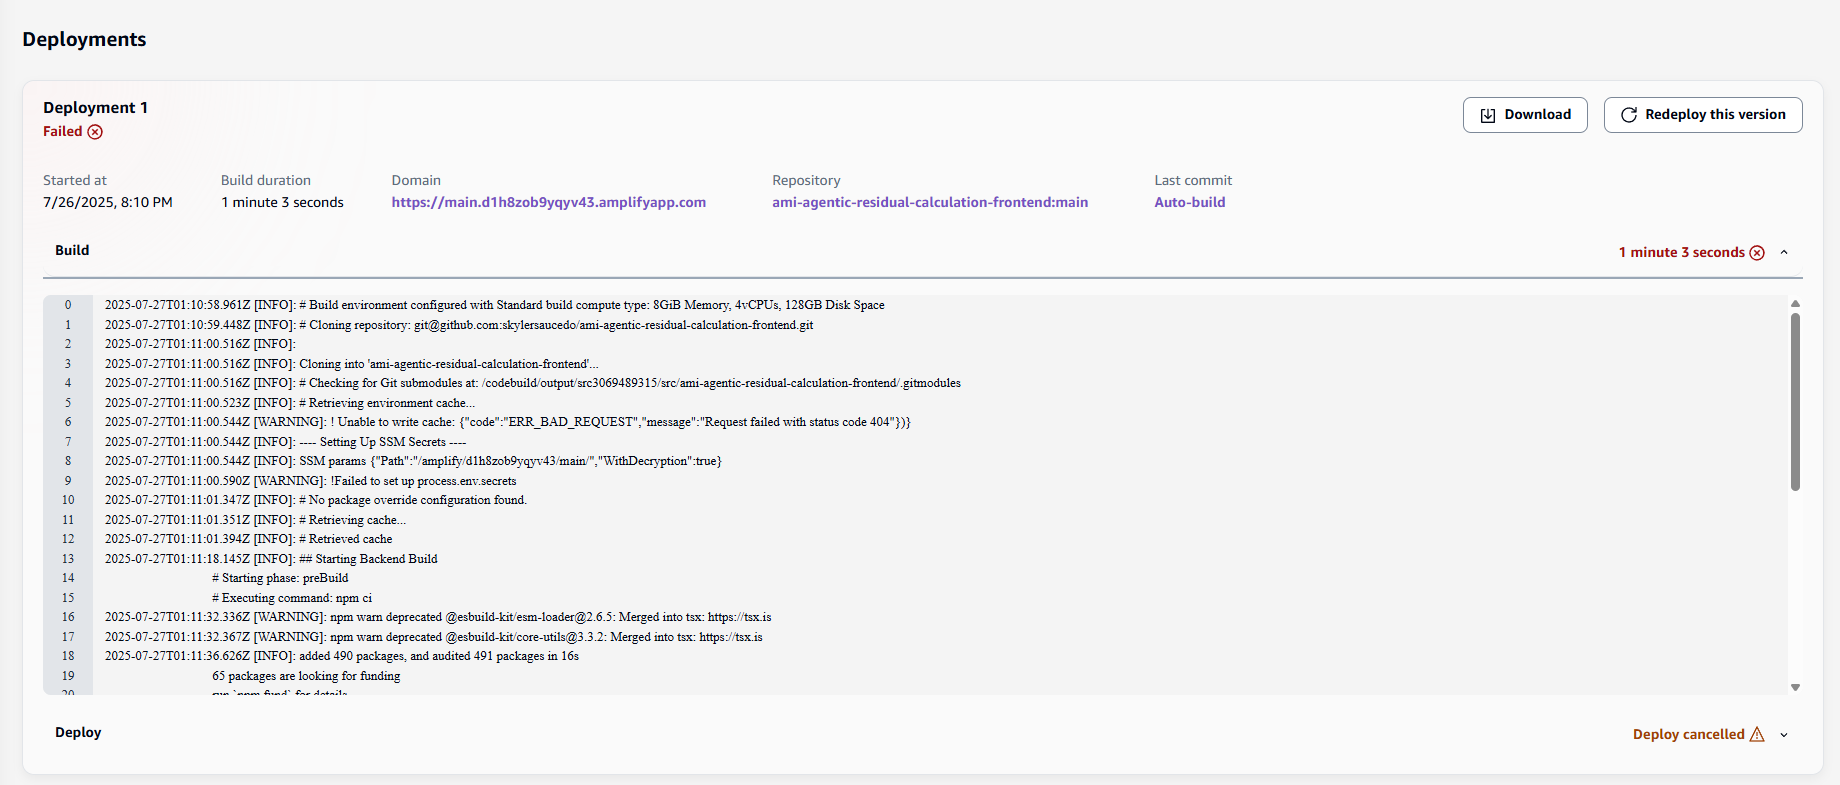 Deployments
Deployment 1
Failed
Download
Redeploy this version
Started at
7/26/2025, 8:10 PM
Build duration
1 minute 3 seconds
Domain
https://main.d1h8zob9yqyv43.amplifyapp.com
Repository
ami-agentic-residual-calculation-frontend:main
Last commit
Auto-build
Build
1 minute 3 seconds
0 2025-07-27T01:10:58.961Z [INFO]: # Build environment configured with Standard build compute type: 8GiB Memory, 4vCPUs, 128GB Disk Space
1 2025-07-27T01:10:59.448Z [INFO]: # Cloning repository: git@github.com:skylersaucedo/ami-agentic-residual-calculation-frontend.git
2 2025-07-27T01:11:00.516Z [INFO]:
3 2025-07-27T01:11:00.516Z [INFO]: Cloning into 'ami-agentic-residual-calculation-frontend'...
4 2025-07-27T01:11:00.516Z [INFO]: # Checking for Git submodules at: /codebuild/output/src3069489315/src/ami-agentic-residual-calculation-frontend/.gitmodules
5 2025-07-27T01:11:00.523Z [INFO]: # Retrieving environment cache...
6 2025-07-27T01:11:00.544Z [WARNING]: ! Unable to write cache: {"code":"ERR_BAD_REQUEST","message":"Request failed with status code 404"})}
7 2025-07-27T01:11:00.544Z [INFO]: ---- Setting Up SSM Secrets ----
8 2025-07-27T01:11:00.544Z [INFO]: SSM params {"Path":"/amplify/d1h8zob9yqyv43/main/","WithDecryption":true}
9 2025-07-27T01:11:00.590Z [WARNING]: !Failed to set up process.env.secrets
10 2025-07-27T01:11:01.347Z [INFO]: # No package override configuration found.
11 2025-07-27T01:11:01.351Z [INFO]: # Retrieving cache...
12 2025-07-27T01:11:01.394Z [INFO]: # Retrieved cache
13 2025-07-27T01:11:18.145Z [INFO]: ## Starting Backend Build
14 # Starting phase: preBuild
15 # Executing command: npm ci
16 2025-07-27T01:11:32.336Z [WARNING]: npm warn deprecated @esbuild-kit/esm-loader@2.6.5: Merged into tsx: https://tsx.is
17 2025-07-27T01:11:32.367Z [WARNING]: npm warn deprecated @esbuild-kit/core-utils@3.3.2: Merged into tsx: https://tsx.is
18 2025-07-27T01:11:36.626Z [INFO]: added 490 packages, and audited 491 packages in 16s
19 65 packages are looking for funding
20 run `npm fund` for details
Deploy
Deploy cancelled